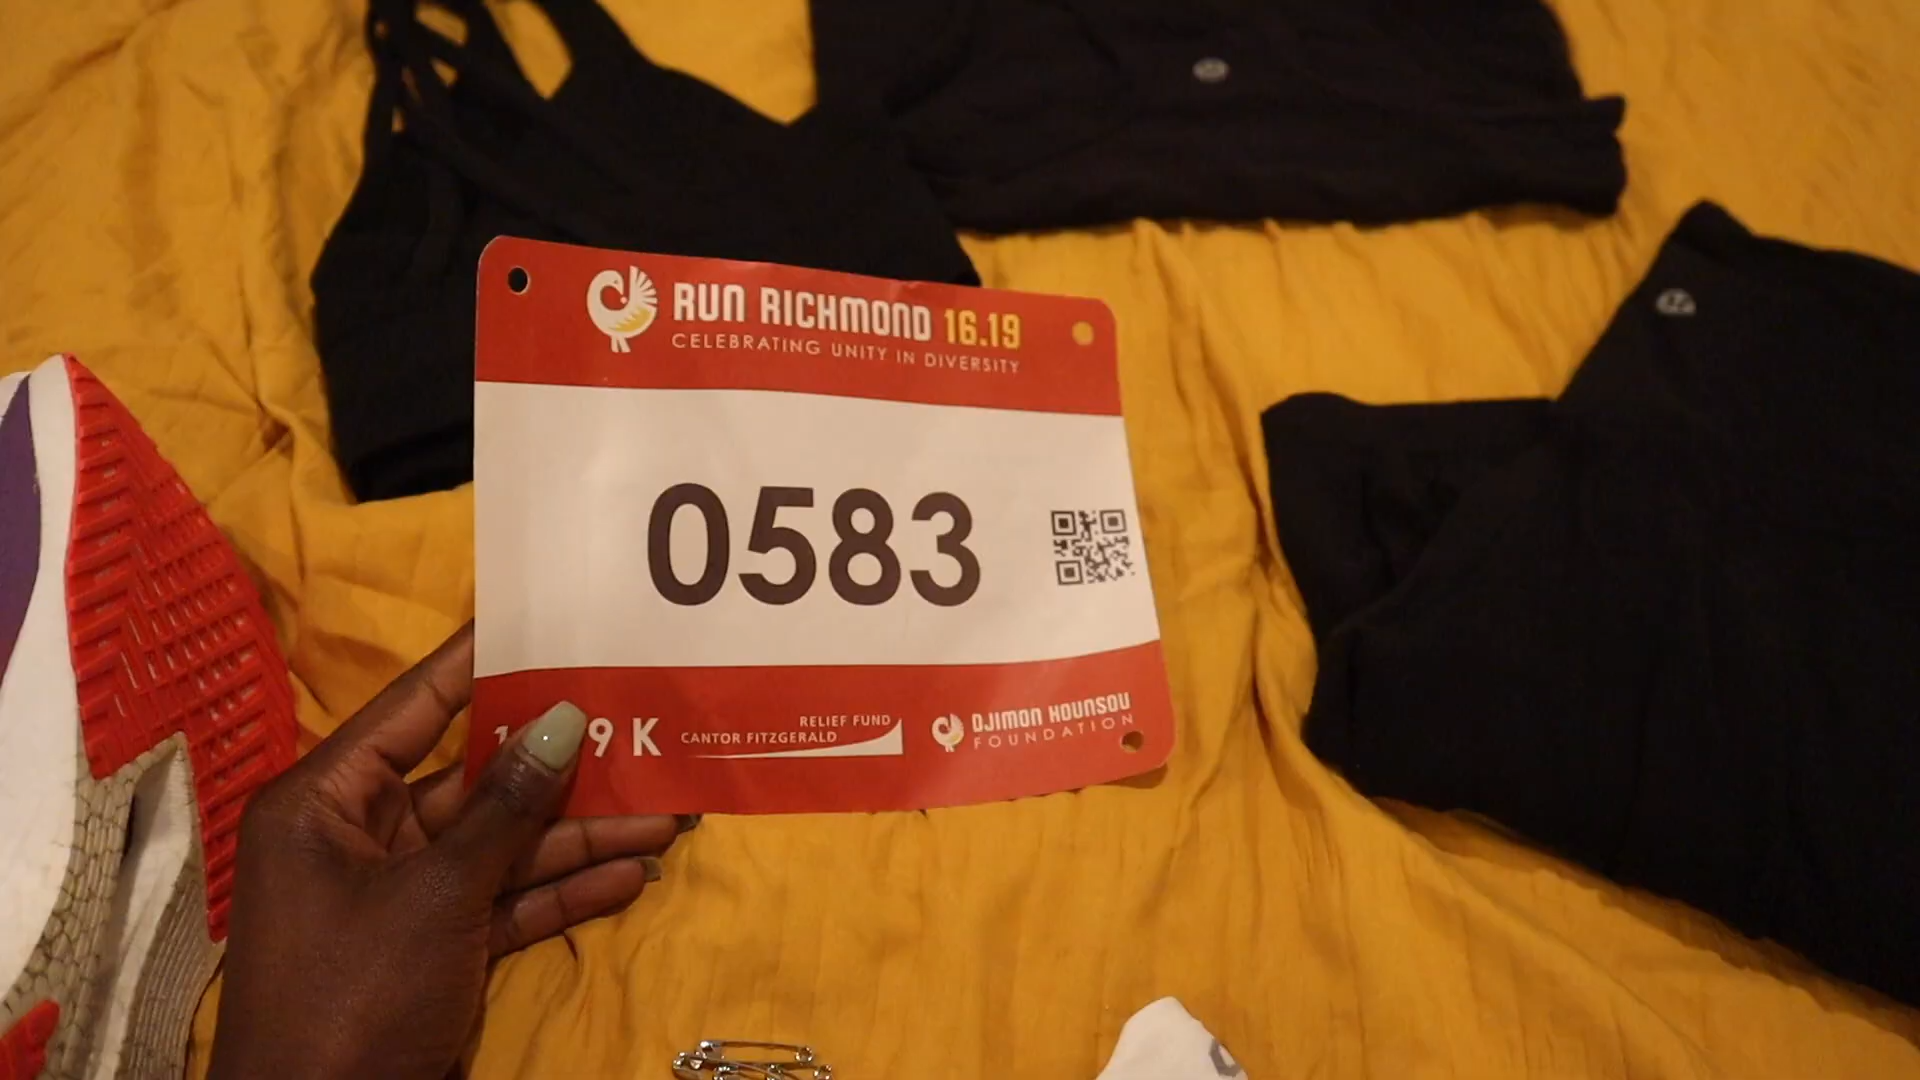 RUN RICHMOND 16.19
CELEBRATING UNITY IN DIVERSITY
0583
9 K
RELIEF FUND
CANTOR FITZGERALD
DJIMON HOUNSOU
FOUNDATION